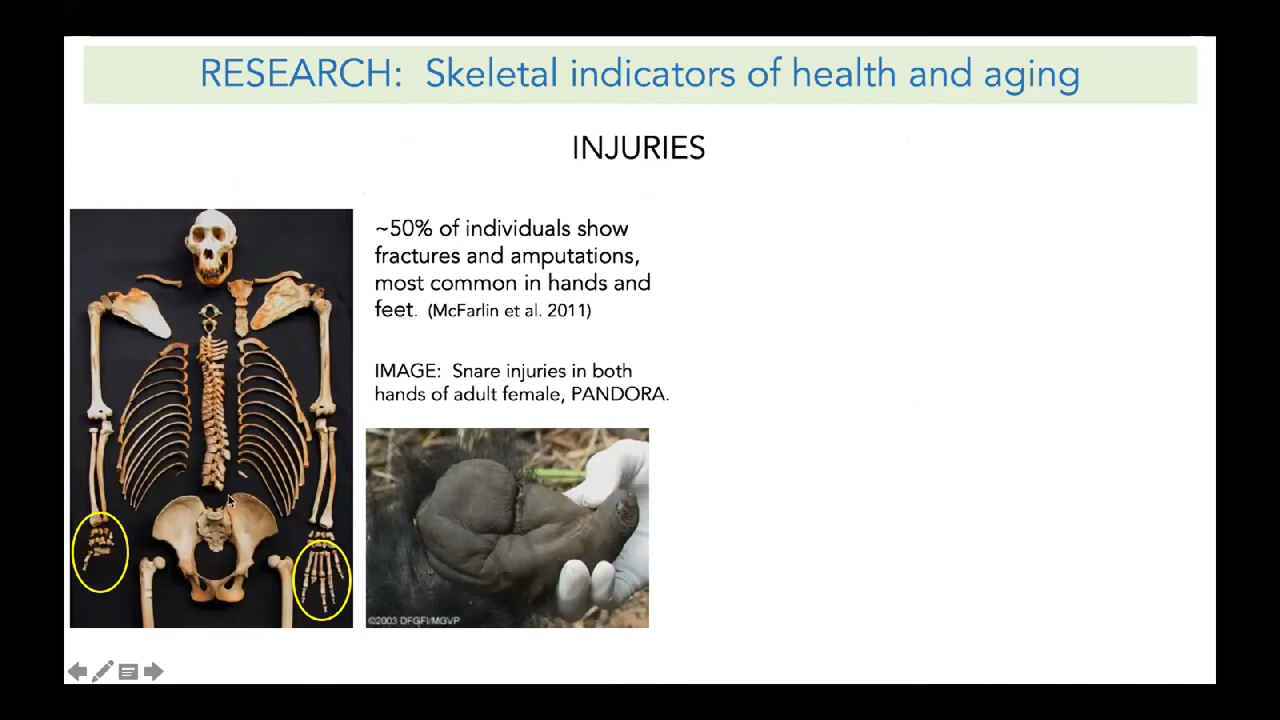 RESEARCH: Skeletal indicators of health and aging
INJURIES
~50% of individuals show
fractures and amputations,
most common in hands and
feet. (McFarlin et al. 2011)
IMAGE: Snare injuries in both
hands of adult female, PANDORA.
©2003 DFGFI/MGVP